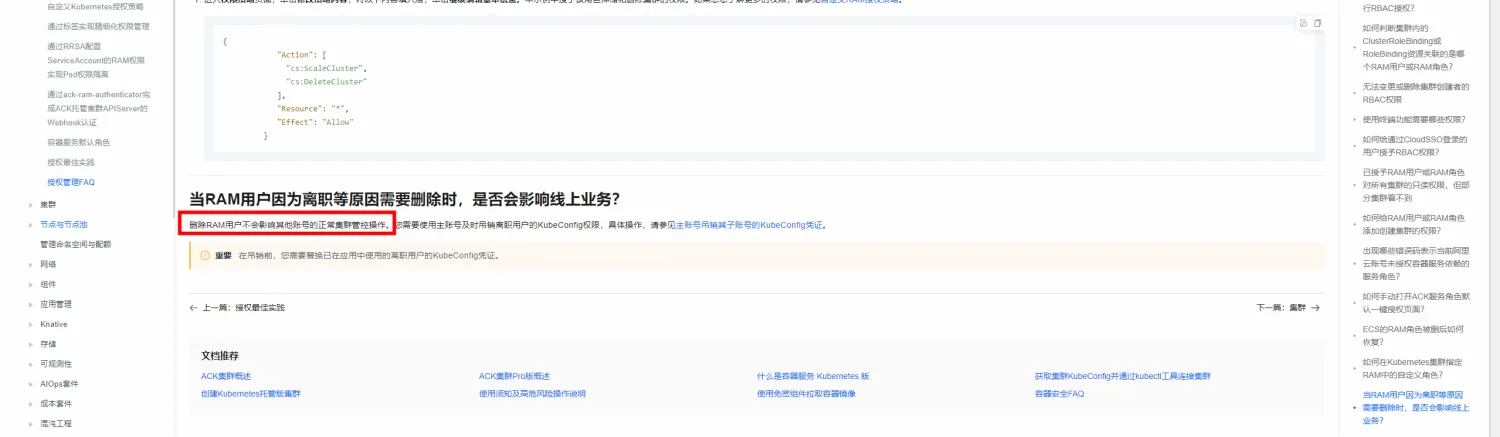 自定义Kubernetes授权策略
通过标签实现精细化权限管理
通过RRSA配置
ServiceAccount的RAM权限
实现Pod权限隔离
通过ack-ram-authenticator完
成ACK托管集群APIServer的
Webhook认证
容器服务默认角色
授权最佳实践
授权管理FAQ
集群
节点与节点池
管理命名空间与配额
网络
组件
应用管理
Knative
存储
可观测性
AIOps套件
成本套件
混沌工程
{
"Action": [
"cs:ScaleCluster",
"cs:DeleteCluster"
],
"Resource": "*",
"Effect": "Allow"
}
当RAM用户因为离职等原因需要删除时，是否会影响线上业务？
删除RAM用户不会影响其他账号的正常集群管控操作。您需要使用主账号及时吊销离职用户的KubeConfig权限，具体操作，请参见主账号吊销其子账号的KubeConfig凭证。
重要 在吊销前，您需要替换已在应用中使用的离职用户的KubeConfig凭证。
上一篇：授权最佳实践
下一篇：集群
文档推荐
ACK集群概述
ACK集群Pro版概述
什么是容器服务 Kubernetes 版
获取集群KubeConfig并通过kubectl工具连接集群
创建Kubernetes托管版集群
使用须知及高危风险操作说明
使用免密组件拉取容器镜像
容器安全FAQ
行RBAC授权？
如何判断集群内的
ClusterRoleBinding或
RoleBinding资源关联的是哪
个RAM用户或RAM角色？
无法变更或删除集群创建者的
RBAC权限
使用终端功能需要哪些权限？
如何给通过CloudSSO登录的
用户授予RBAC权限？
已授予RAM用户或RAM角色
对所有集群的只读权限，但部
分集群看不到
如何给RAM用户或RAM角色
添加创建集群的权限？
出现哪些错误码表示当前阿里
云账号未授权容器服务依赖的
服务角色？
如何手动打开ACK服务角色默
认一键授权页面？
ECS的RAM角色被删后如何
恢复？
如何在Kubernetes集群指定
RAM中的自定义角色？
当RAM用户因为离职等原因
需要删除时，是否会影响线上
业务？